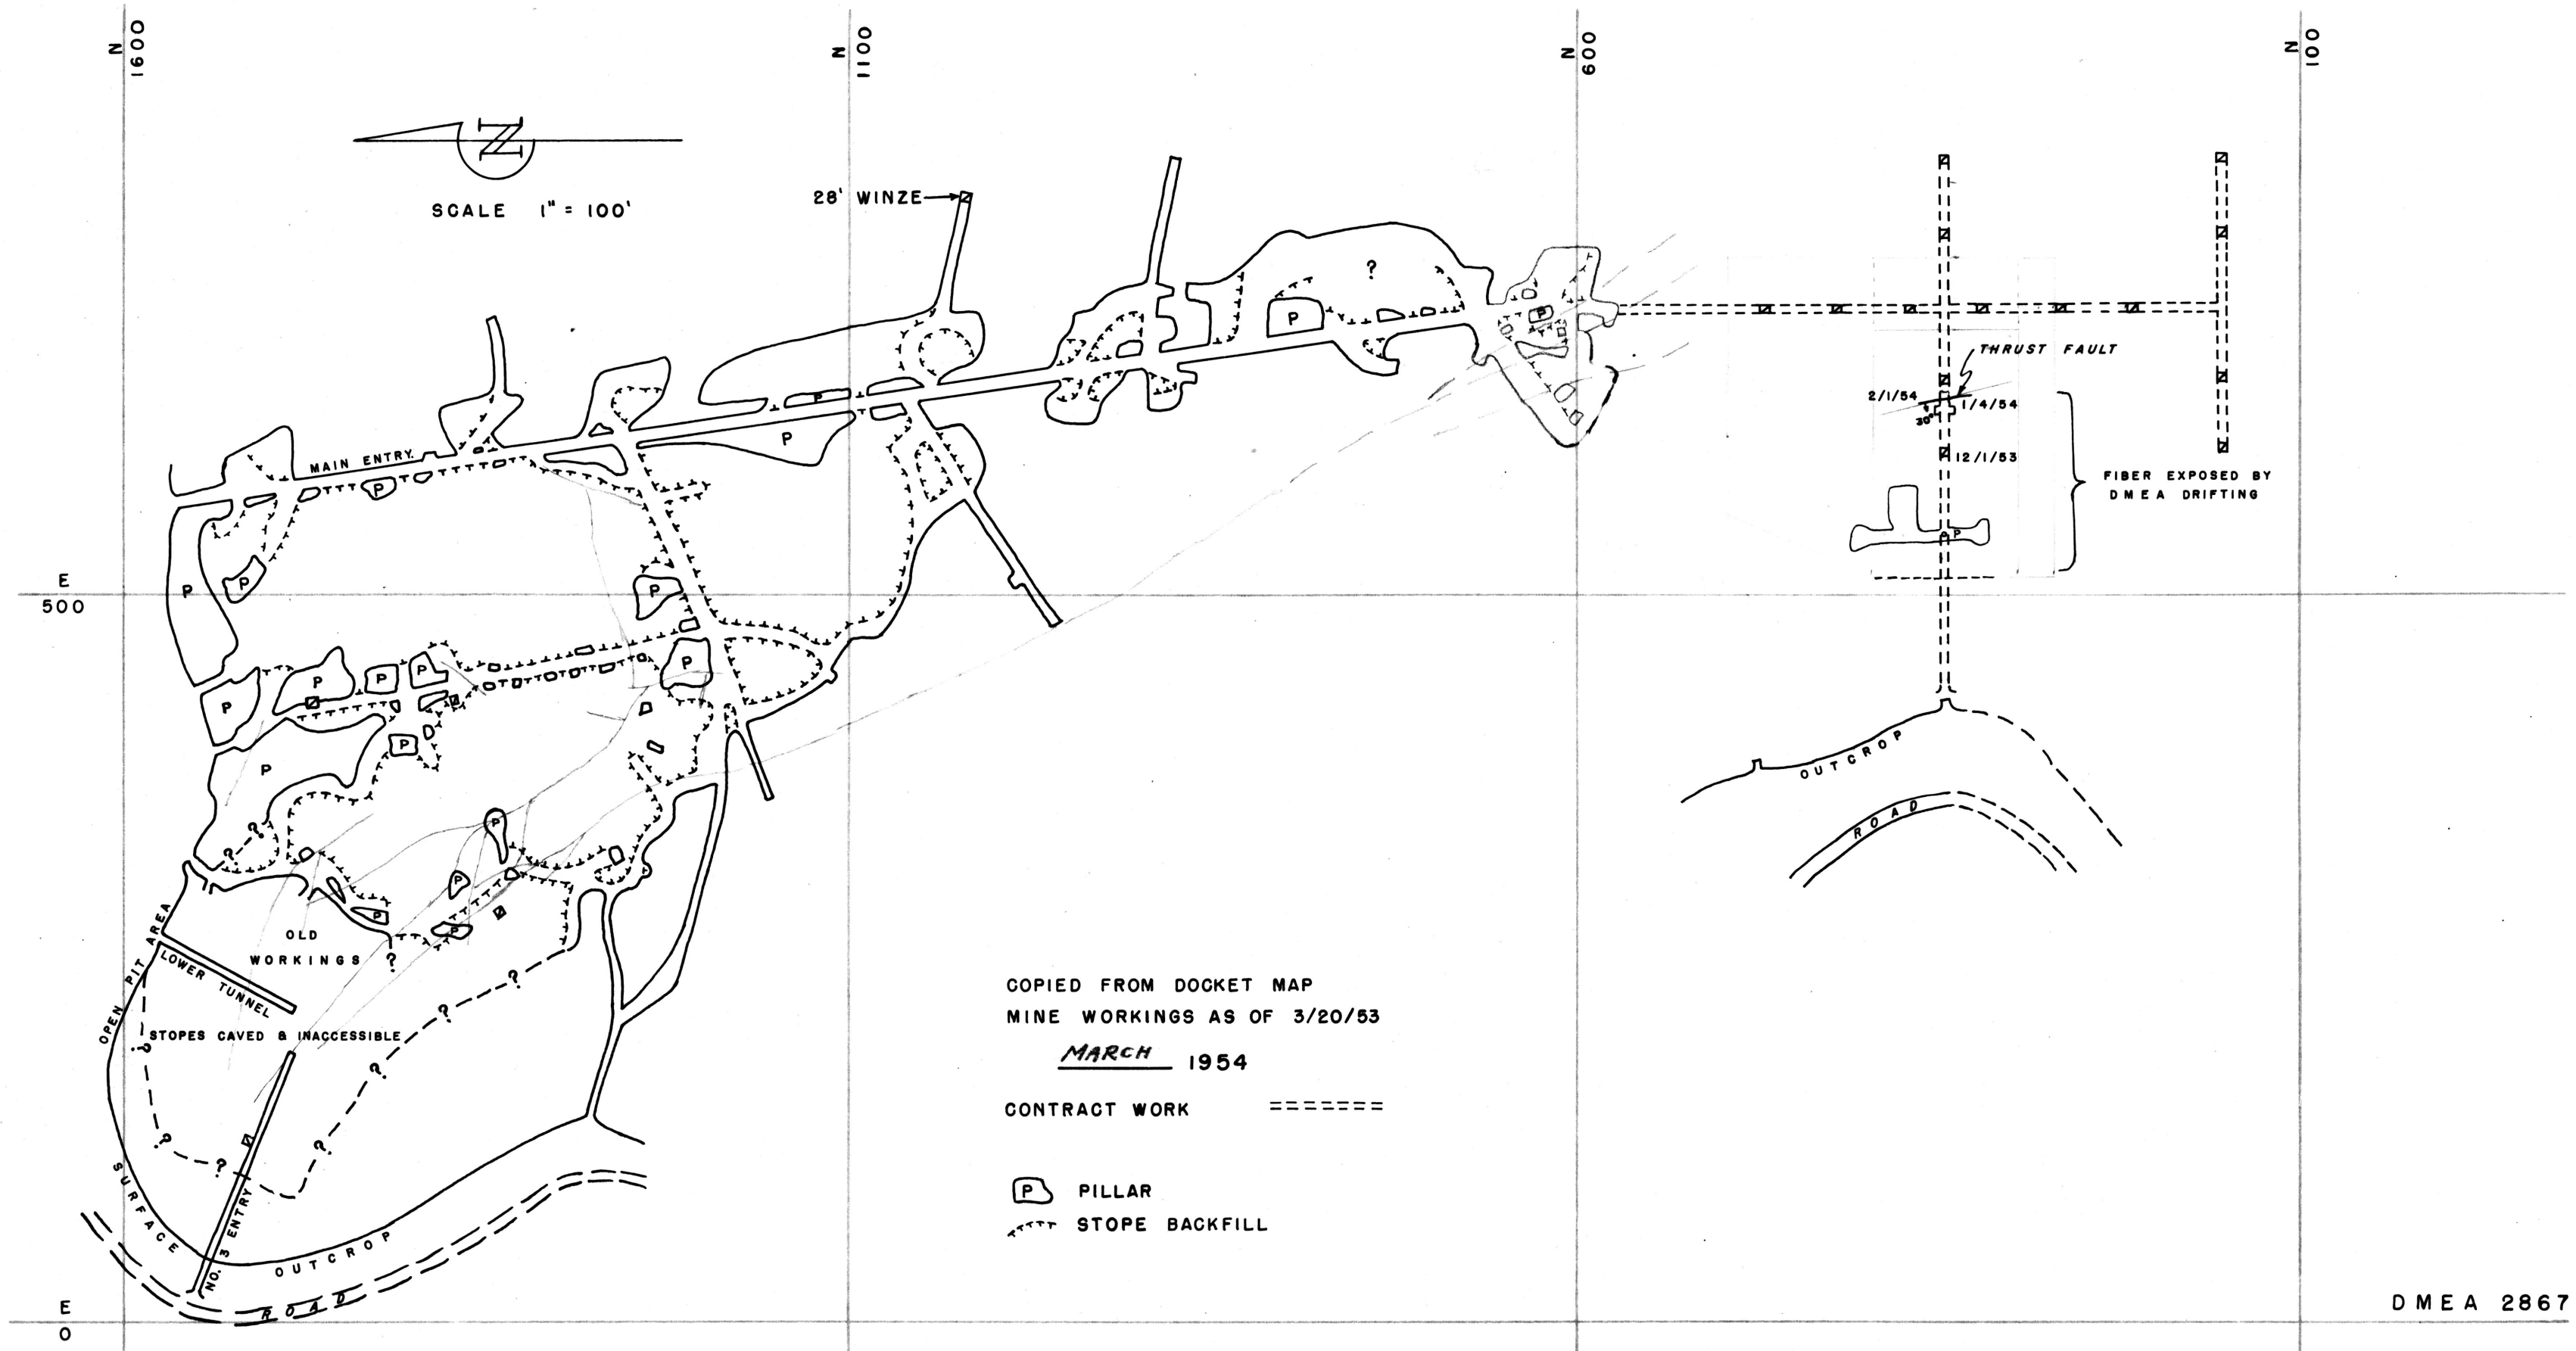 N 1600
N 1100
N 600
N 100
N
SCALE 1" = 100'
28' WINZE
?
P
P
THRUST FAULT
2/1/54
1/4/54
30°
12/1/53
FIBER EXPOSED BY
DMEA DRIFTING
P
P
P
MAIN ENTRY.
P
P
P
P
P
E
500
P
P
P
P
P
P
P
OUTCROP
ROAD
?
?
P
P
P
P
OPEN PIT AREA
OLD
WORKINGS
?
LOWER TUNNEL
?
?
STOPES CAVED & INACCESSIBLE
?
?
?
?
?
SURFACE
NO. 3 ENTRY
OUTCROP
ROAD
COPIED FROM DOCKET MAP
MINE WORKINGS AS OF 3/20/53
MARCH 1954
CONTRACT WORK =======
P PILLAR
STOPE BACKFILL
E
0
DMEA 2867